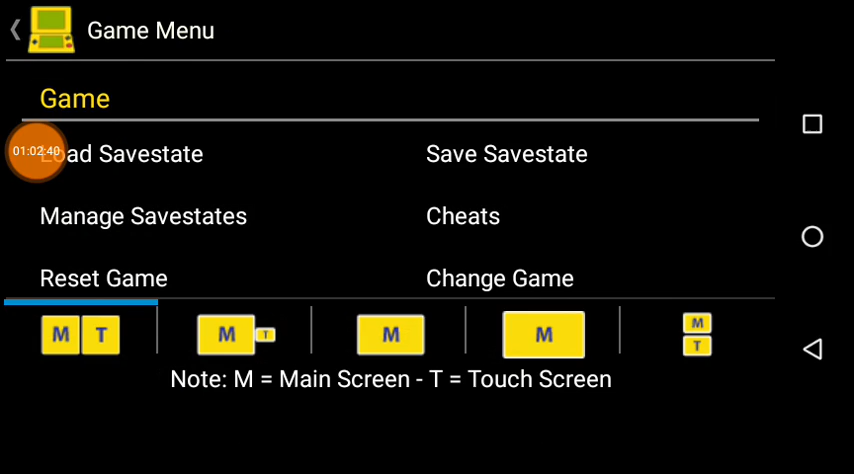 Game Menu
Game
01:02:40
Load Savestate Save Savestate
Manage Savestates Cheats
Reset Game Change Game
M T M T M M M
T
Note: M = Main Screen - T = Touch Screen